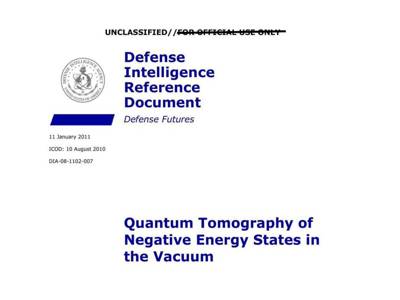 UNCLASSIFIED//FOR OFFICIAL USE ONLY
Defense
Intelligence
Reference
Document
Defense Futures
11 January 2011
ICOD: 10 August 2010
DIA-08-1102-007
Quantum Tomography of
Negative Energy States in
the Vacuum